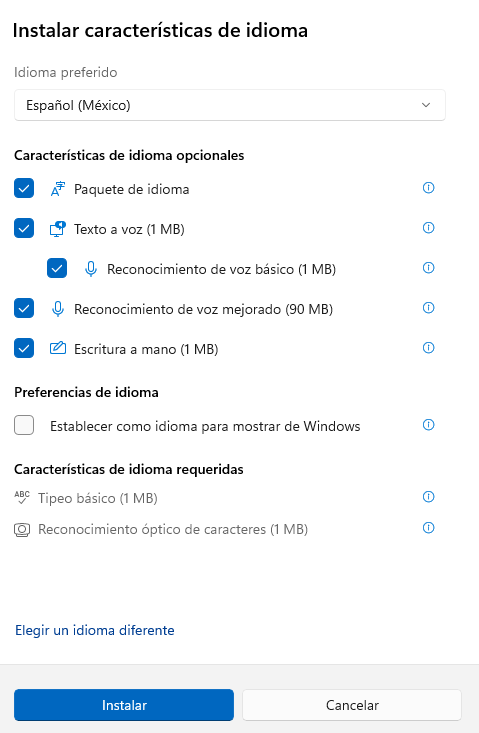 Instalar características de idioma
Idioma preferido
Español (México)
Características de idioma opcionales
Paquete de idioma
Texto a voz (1 MB)
Reconocimiento de voz básico (1 MB)
Reconocimiento de voz mejorado (90 MB)
Escritura a mano (1 MB)
Preferencias de idioma
Establecer como idioma para mostrar de Windows
Características de idioma requeridas
ABC Tipeo básico (1 MB)
Reconocimiento óptico de caracteres (1 MB)
Elegir un idioma diferente
Instalar Cancelar